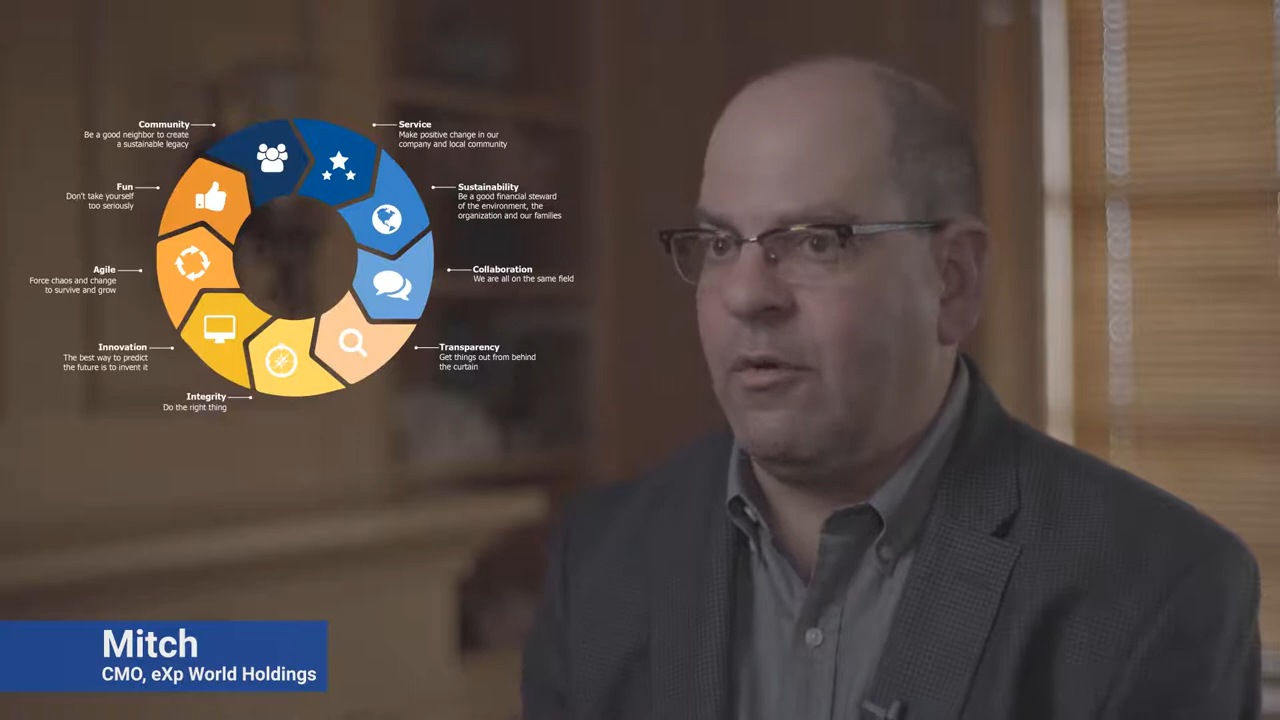 Community
Be a good neighbor to create
a sustainable legacy
Service
Make positive change in our
company and local community
Fun
Don't take yourself
too seriously
Sustainability
Be a good financial steward
of the environment, the
organization and our families
Agile
Force chaos and change
to survive and grow
Collaboration
We are all on the same field
Innovation
The best way to predict
the future is to invent it
Transparency
Get things out from behind
the curtain
Integrity
Do the right thing
Mitch
CMO, eXp World Holdings